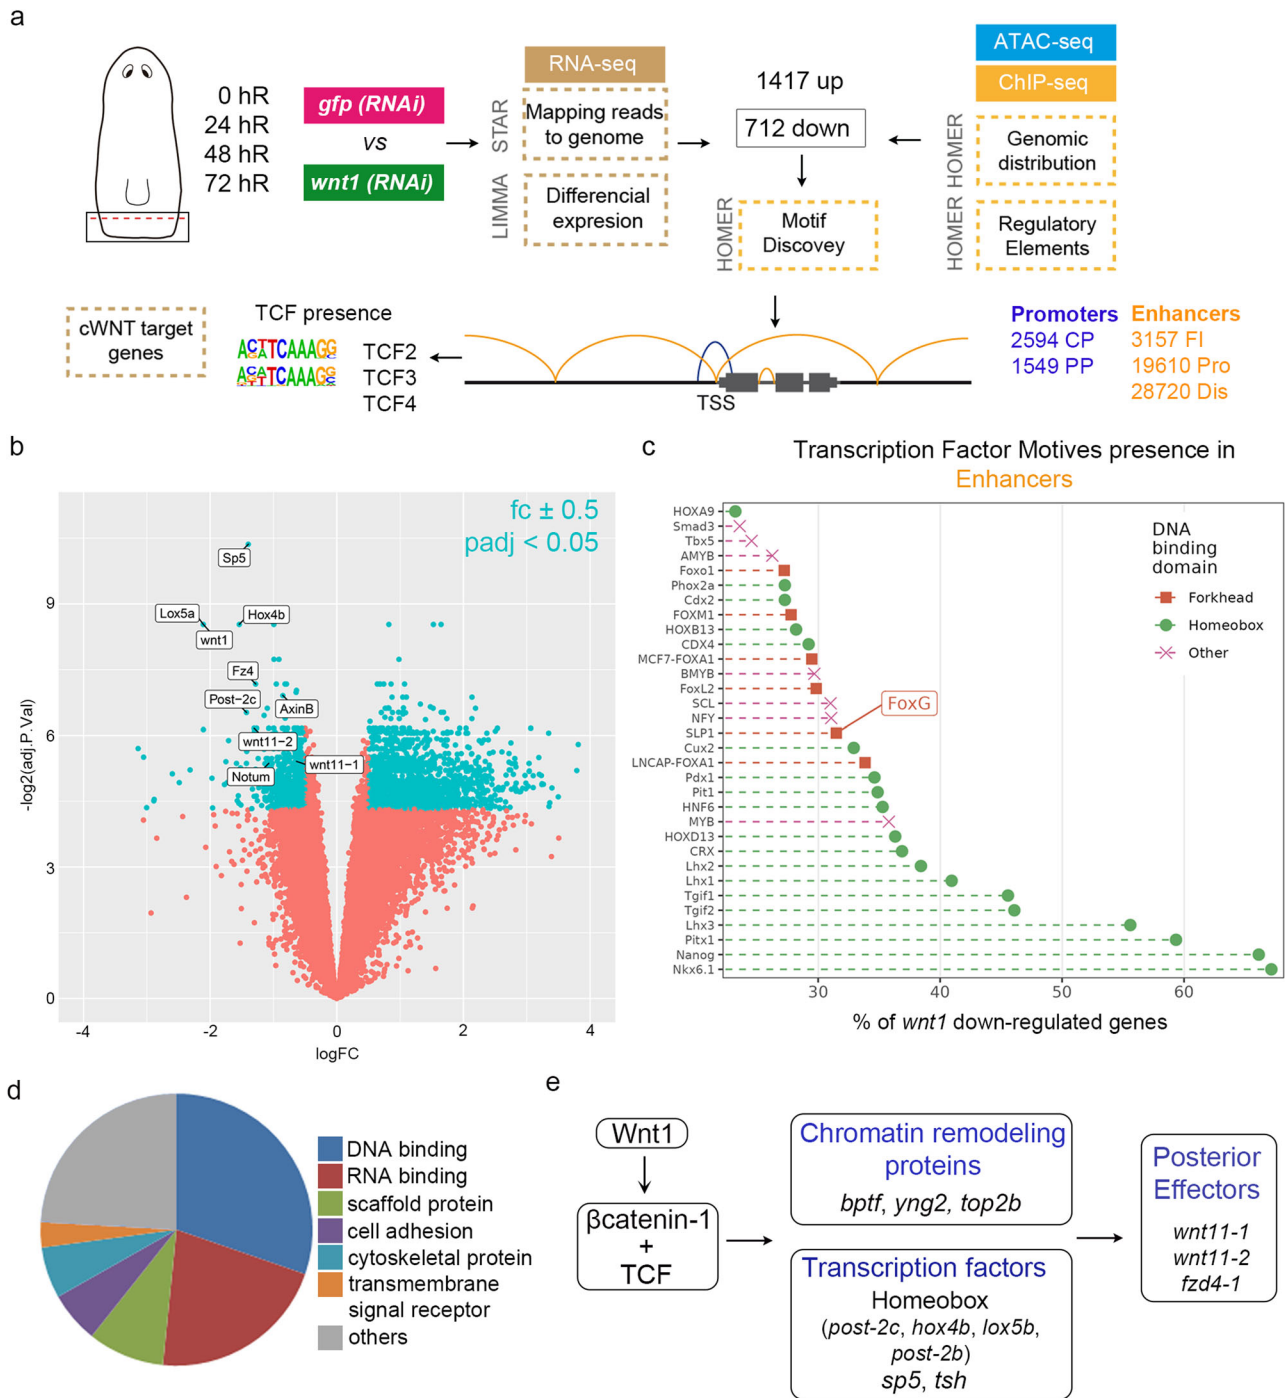 a
0 hR
24 hR
48 hR
72 hR
gfp (RNAi)
vs
wnt1 (RNAi)
STAR
LIMMA
RNA-seq
Mapping reads
to genome
Differencial
expresion
1417 up
712 down
HOMER
Motif
Discovey
HOMER HOMER
ATAC-seq
ChIP-seq
Genomic
distribution
Regulatory
Elements
cWNT target
genes
TCF presence
TCF2
TCF3
TCF4
TSS
Promoters
2594 CP
1549 PP
Enhancers
3157 FI
19610 Pro
28720 Dis
b
fc ± 0.5
padj < 0.05
Sp5
Lox5a
Hox4b
wnt1
Fz4
Post-2c
AxinB
wnt11-2
wnt11-1
Notum
-log2(adj.P. Val)
9
6
3
0
-4
-2
0
2
4
logFC
c
Transcription Factor Motives presence in
Enhancers
HOXA9
Smad3
Tbx5
AMYB
Foxo1
Phox2a
Cdx2
FOXM1
HOXB13
CDX4
MCF7-FOXA1
BMYB
FoxL2
SCL
NFY
SLP1
Cux2
LNCAP-FOXA1
Pdx1
Pit1
HNF6
MYB
HOXD13
CRX
Lhx2
Lhx1
Tgif1
Tgif2
Lhx3
Pitx1
Nanog
Nkx6.1
FoxG
DNA
binding
domain
Forkhead
Homeobox
Other
30
40
50
60
% of wnt1 down-regulated genes
d
DNA binding
RNA binding
scaffold protein
cell adhesion
cytoskeletal protein
transmembrane
signal receptor
others
e
Wnt1
βcatenin-1
+
TCF
Chromatin remodeling
proteins
bptf, yng2, top2b
Transcription factors
Homeobox
(post-2c, hox4b, lox5b,
post-2b)
sp5, tsh
Posterior
Effectors
wnt11-1
wnt11-2
fzd4-1